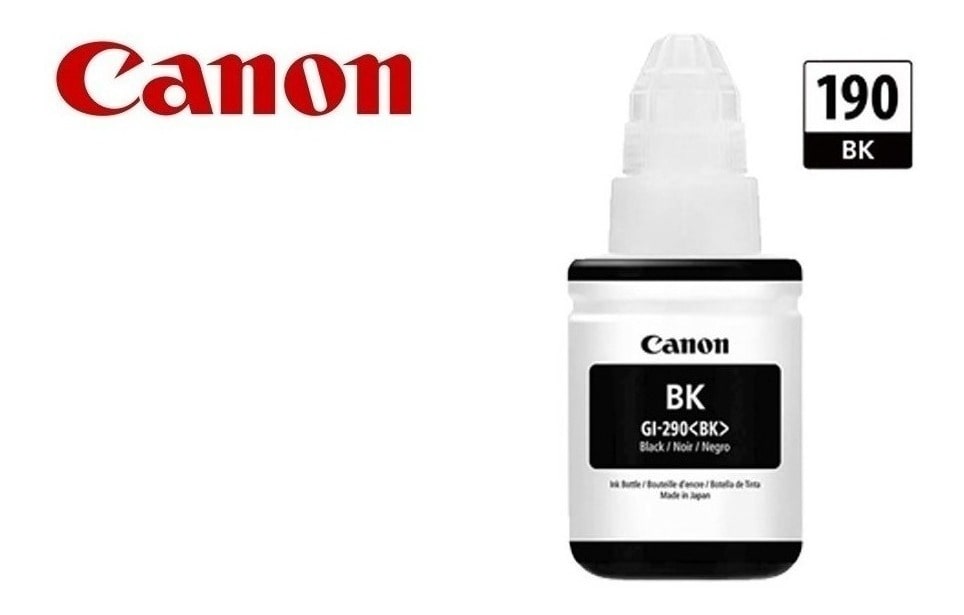 Canon
190
BK
Canon
BK
GI-290<BK>
Black / Noir / Negro
Ink Bottle / Bouteille d'encre / Botella de Tinta
Made in Japan